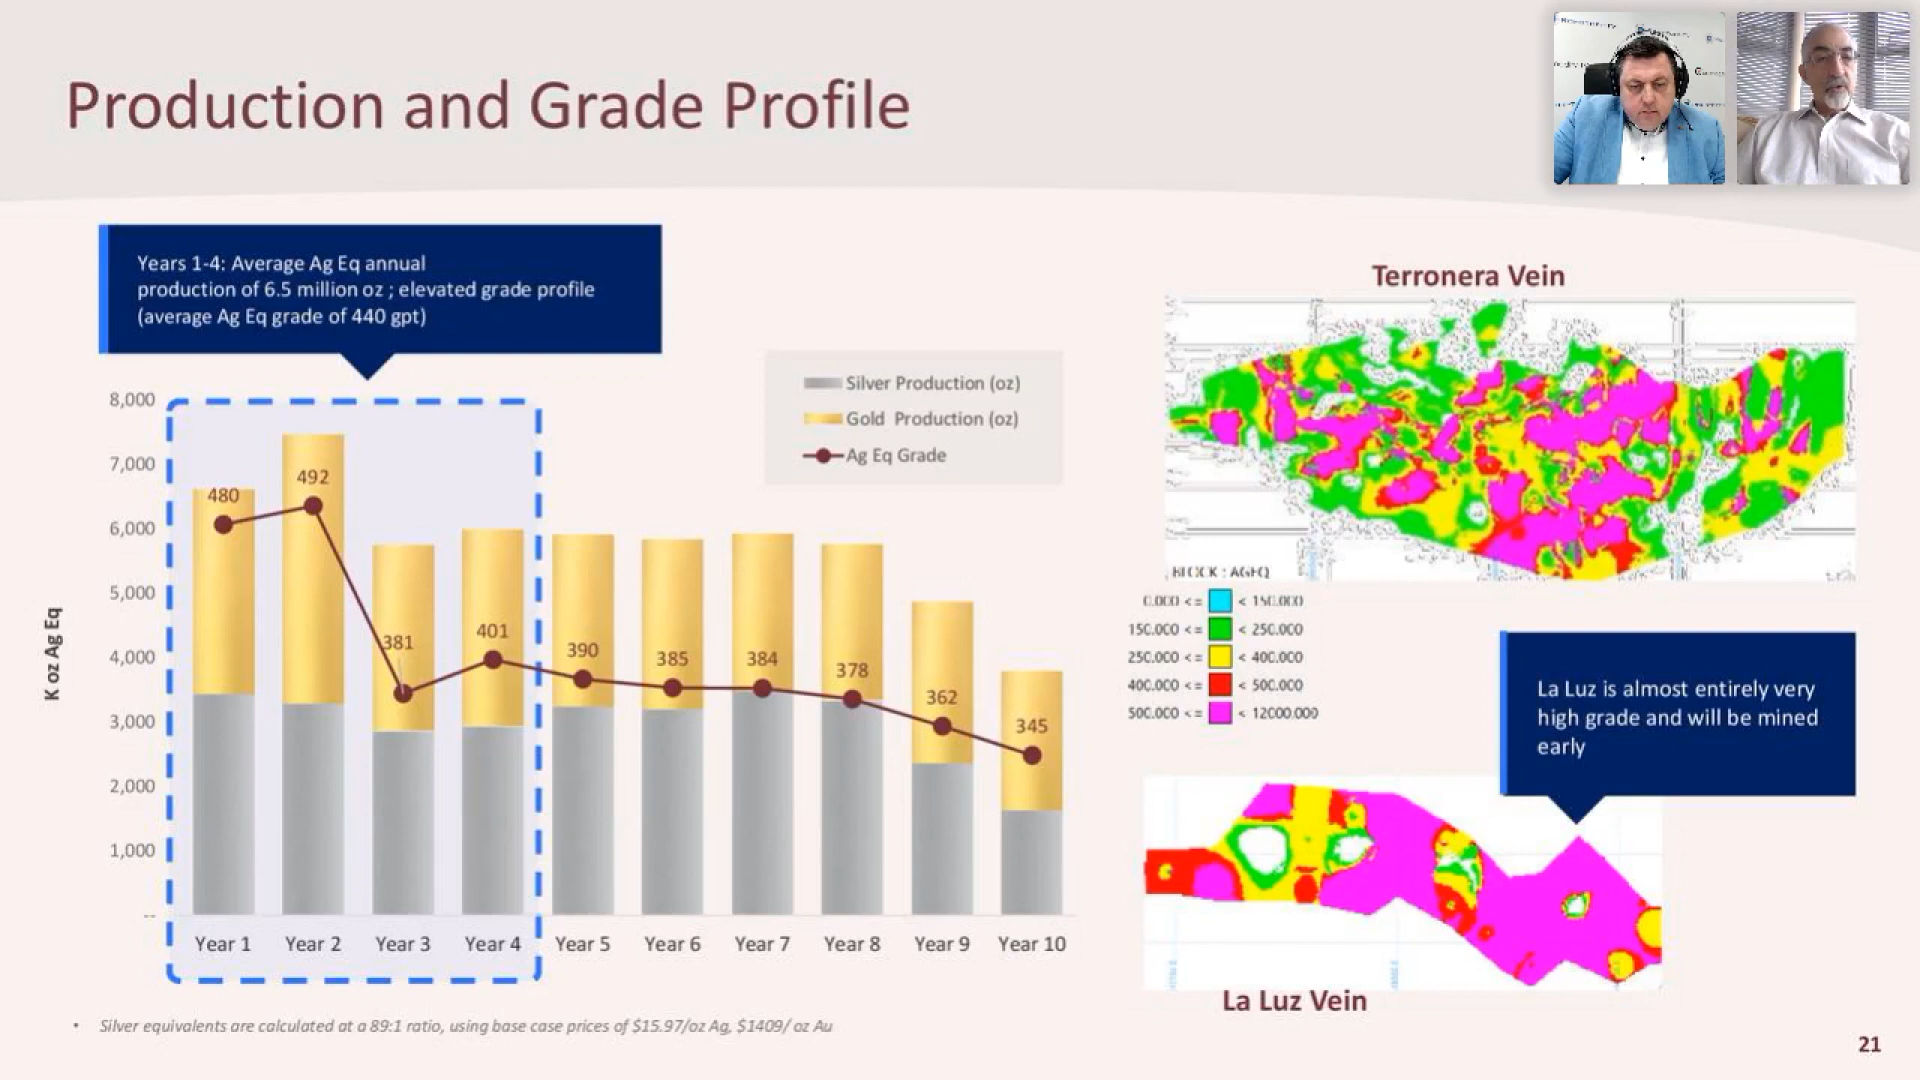 Production and Grade Profile
Years 1-4: Average Ag Eq annual
production of 6.5 million oz ; elevated grade profile
(average Ag Eq grade of 440 gpt)
Silver Production (oz)
Gold Production (oz)
Ag Eq Grade
K oz Ag Eq
8,000
7,000
6,000
5,000
4,000
3,000
2,000
1,000
--
480
492
381
401
390
385
384
378
362
345
Year 1
Year 2
Year 3
Year 4
Year 5
Year 6
Year 7
Year 8
Year 9
Year 10
Terronera Vein
BLOCK : AGEQ
0.000 <= < 150.000
150.000 <= < 250.000
250.000 <= < 400.000
400.000 <= < 500.000
500.000 <= < 12000.000
La Luz is almost entirely very
high grade and will be mined
early
La Luz Vein
• Silver equivalents are calculated at a 89:1 ratio, using base case prices of $15.97/oz Ag, $1409/ oz Au
21